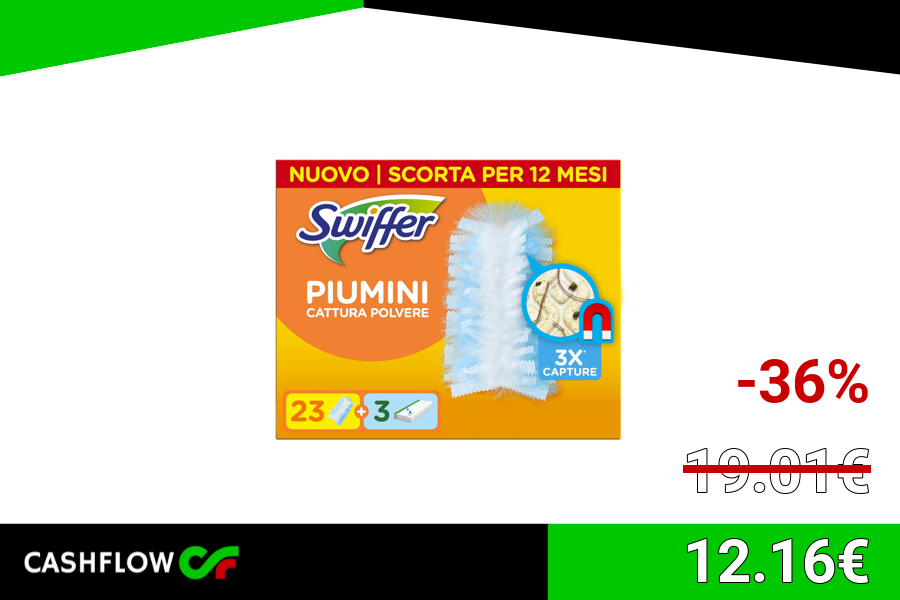 NUOVO | SCORTA PER 12 MESI
Swiffer
PIUMINI
CATTURA POLVERE
3X*
CAPTURE
23 + 3
-36%
19.01€
CASHFLOW
12.16€